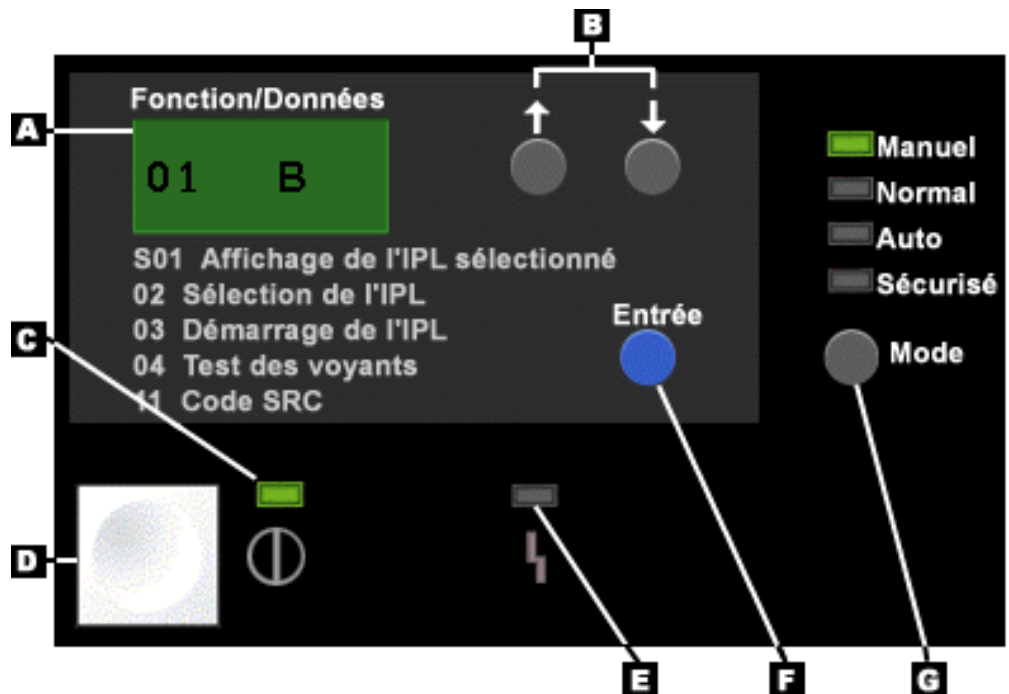 B
Fonction/Données
A
01 B
Manuel
Normal
Auto
Sécurisé
S01 Affichage de l'IPL sélectionné
02 Sélection de l'IPL
03 Démarrage de l'IPL
04 Test des voyants
11 Code SRC
Entrée
Mode
C
D
E
F
G